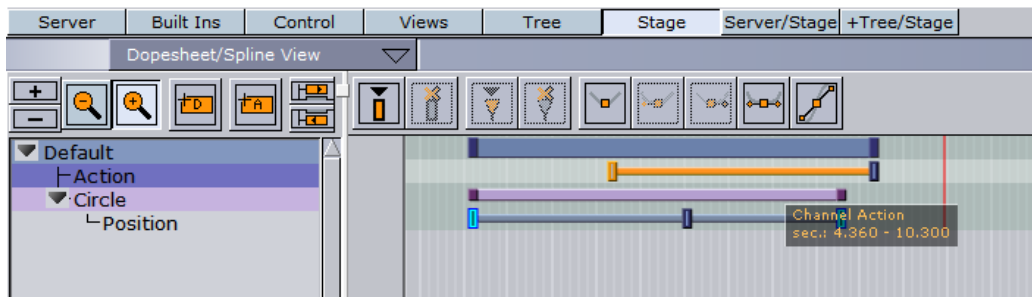 Server Built Ins Control Views Tree Stage Server/Stage +Tree/Stage
Dopesheet/Spline View
D A
Default
Action
Circle
Position
Channel Action
sec.: 4.360 - 10.300